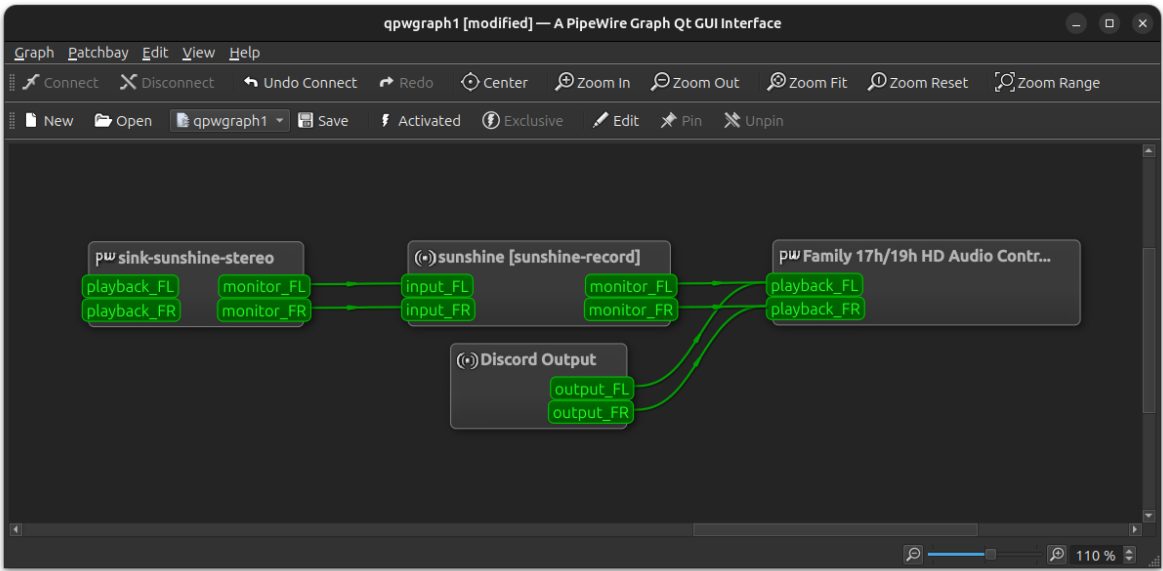 qpwgraph1 [modified] — A PipeWire Graph Qt GUI Interface
Graph Patchbay Edit View Help
Connect Disconnect Undo Connect Redo Center Zoom In Zoom Out Zoom Fit Zoom Reset Zoom Range
New Open qpwgraph1 Save Activated Exclusive Edit Pin Unpin
pw sink-sunshine-stereo
playback_FL monitor_FL
playback_FR monitor_FR
sunshine [sunshine-record]
input_FL monitor_FL
input_FR monitor_FR
pw Family 17h/19h HD Audio Contr...
playback_FL
playback_FR
Discord Output
output_FL
output_FR
110 %